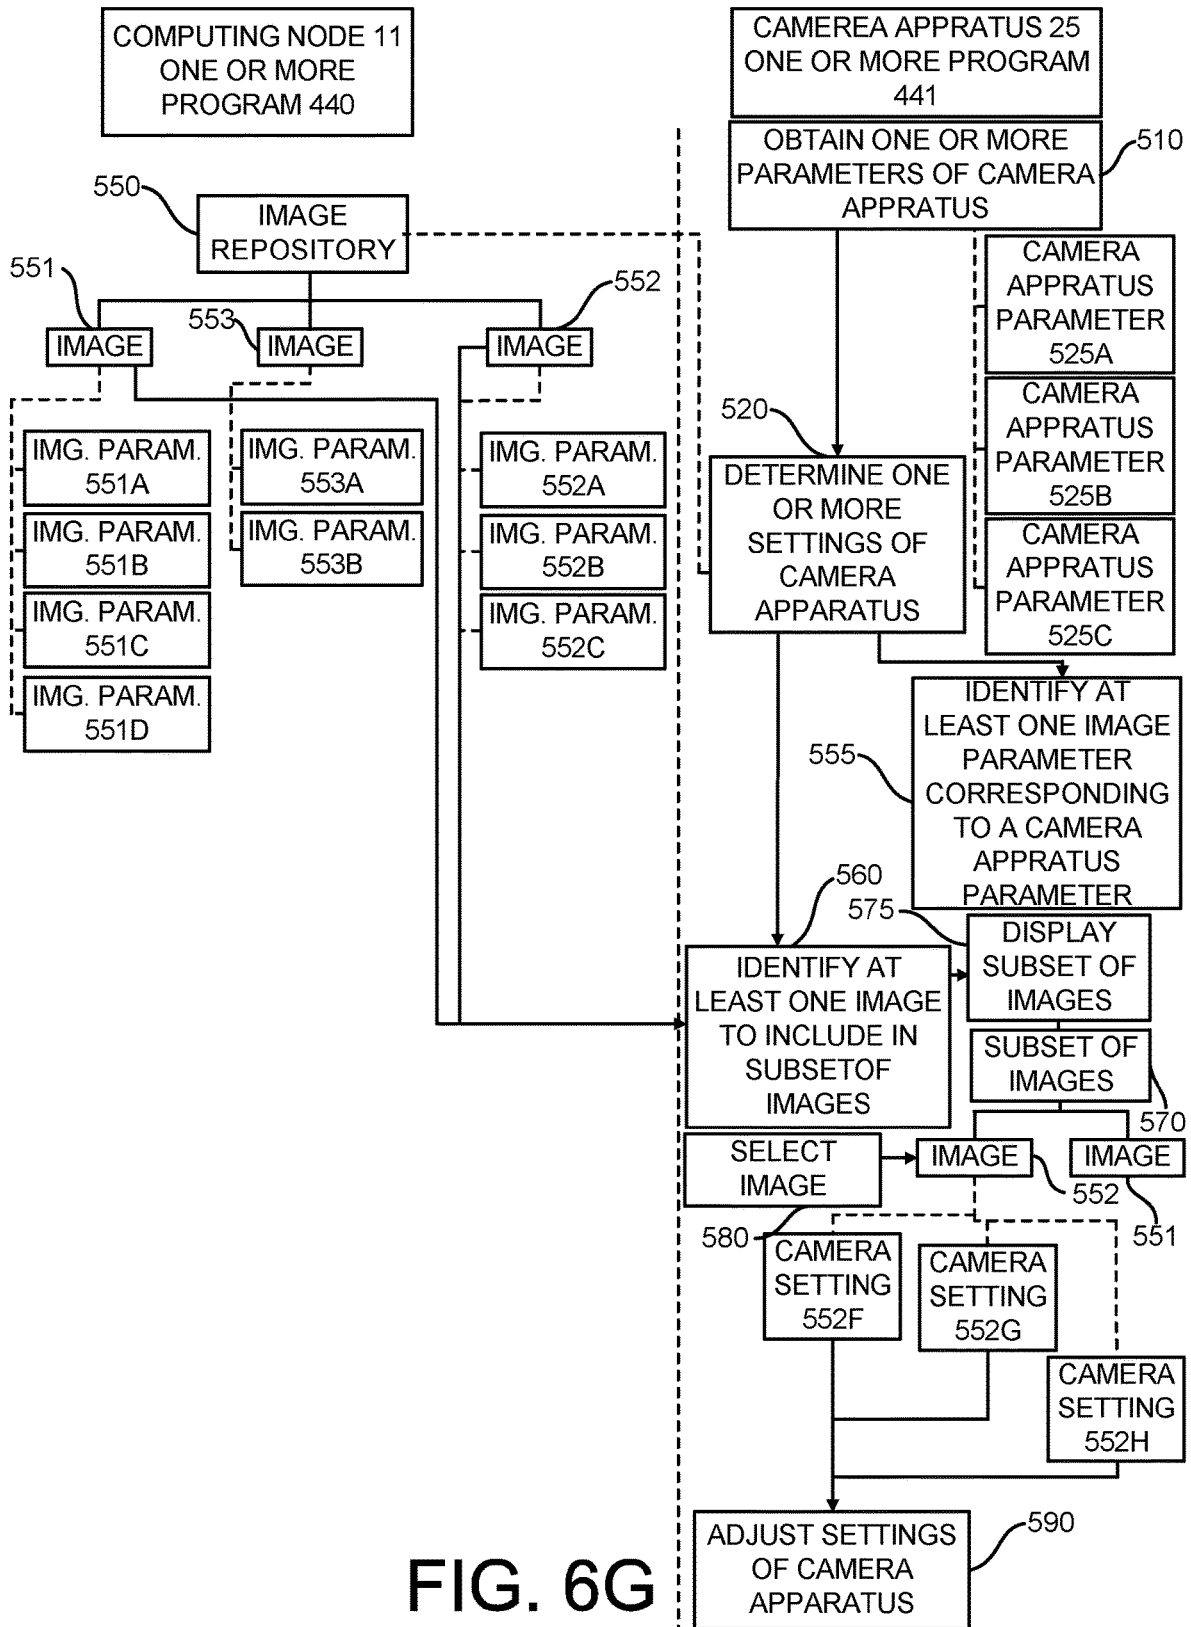 COMPUTING NODE 11
ONE OR MORE
PROGRAM 440
CAMEREA APPRATUS 25
ONE OR MORE PROGRAM
441
OBTAIN ONE OR MORE
PARAMETERS OF CAMERA
APPRATUS
510
550
IMAGE
REPOSITORY
551
IMAGE
553
IMAGE
552
IMAGE
CAMERA
APPRATUS
PARAMETER
525A
CAMERA
APPRATUS
PARAMETER
525B
CAMERA
APPRATUS
PARAMETER
525C
IMG. PARAM.
551A
IMG. PARAM.
551B
IMG. PARAM.
551C
IMG. PARAM.
551D
IMG. PARAM.
553A
IMG. PARAM.
553B
IMG. PARAM.
552A
IMG. PARAM.
552B
IMG. PARAM.
552C
520
DETERMINE ONE
OR MORE
SETTINGS OF
CAMERA
APPARATUS
555
IDENTIFY AT
LEAST ONE IMAGE
PARAMETER
CORRESPONDING
TO A CAMERA
APPRATUS
PARAMETER
560
IDENTIFY AT
LEAST ONE IMAGE
TO INCLUDE IN
SUBSETOF
IMAGES
575
DISPLAY
SUBSET OF
IMAGES
SUBSET OF
IMAGES
570
SELECT
IMAGE
580
IMAGE
552
IMAGE
551
CAMERA
SETTING
552F
CAMERA
SETTING
552G
CAMERA
SETTING
552H
ADJUST SETTINGS
OF CAMERA
APPARATUS
590
FIG. 6G